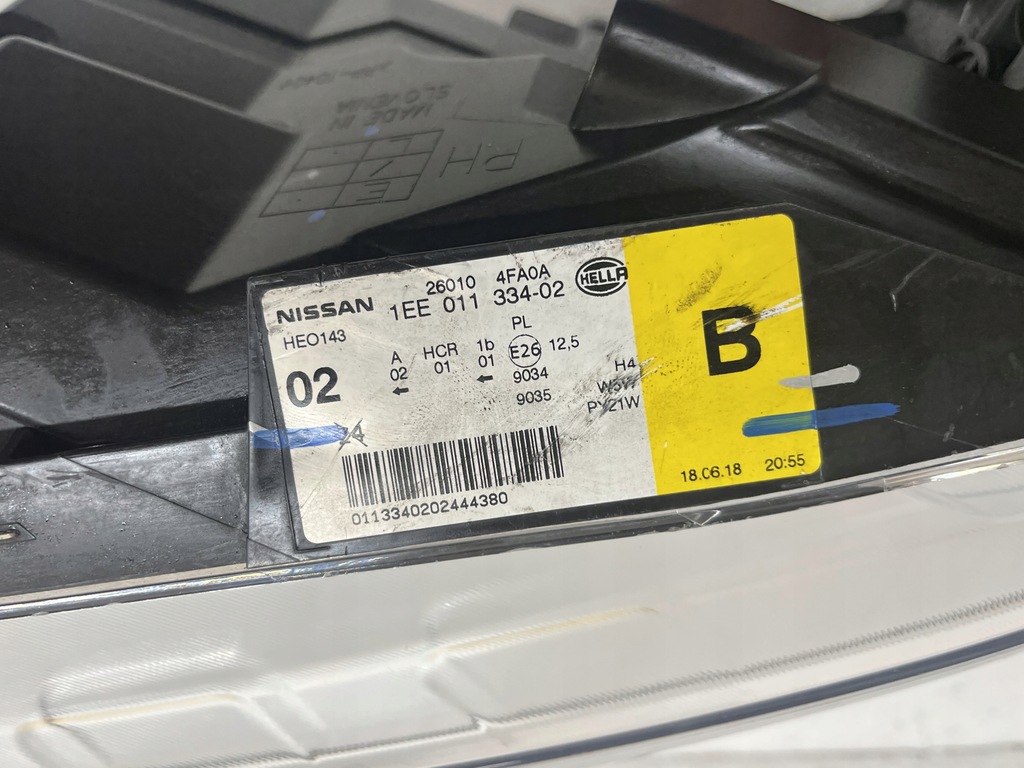 MADE IN
SLOVENIA
PH
E
Z
NISSAN 26010 4FA0A HELLA
1EE 011 334-02
HEO143
PL
A HCR 1b E26 12,5
02 01 01
← ← 9034 H4
02 9035 W5W
PY21W
B
0113340202444380
18.06.18 20:55